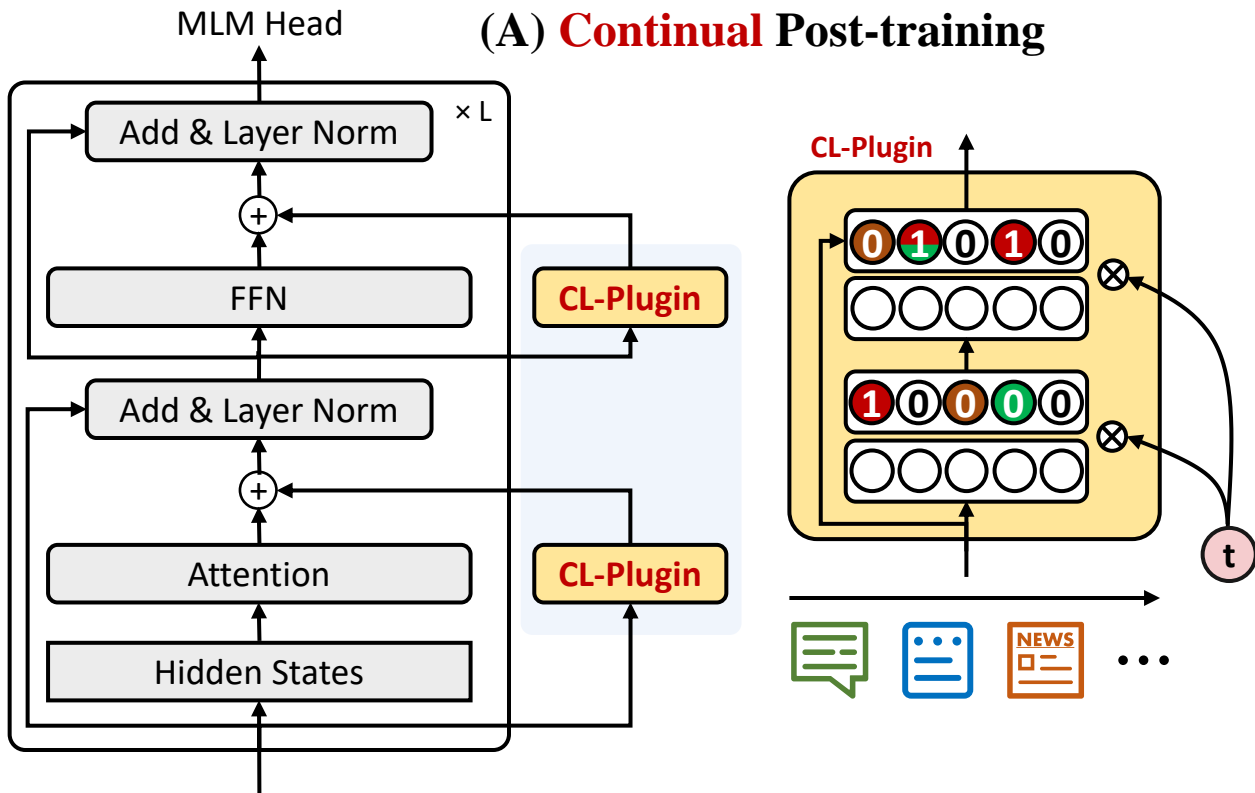 (A) Continual Post-training
MLM Head
× L
Add & Layer Norm
+
FFN
CL-Plugin
Add & Layer Norm
+
Attention
CL-Plugin
Hidden States
CL-Plugin
0 1 0 1 0
1 0 0 0 0
t
NEWS
...